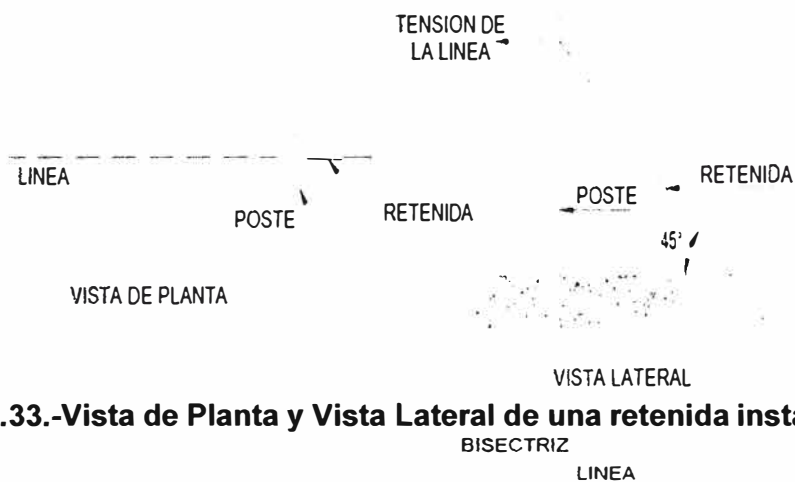 TENSION DE
LA LINEA
LINEA
POSTE
RETENIDA
POSTE
RETENIDA
45°
VISTA DE PLANTA
VISTA LATERAL
.33.-Vista de Planta y Vista Lateral de una retenida insta
BISECTRIZ
LINEA